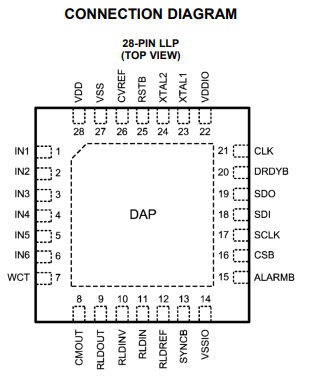 CONNECTION DIAGRAM
28-PIN LLP
(TOP VIEW)
VDD VSS CVREF RSTB XTAL2 XTAL1 VDDIO
28 27 26 25 24 23 22
IN1 1 21 CLK
IN2 2 20 DRDYB
IN3 3 19 SDO
IN4 4 DAP 18 SDI
IN5 5 17 SCLK
IN6 6 16 CSB
WCT 7 15 ALARMB
8 9 10 11 12 13 14
CMOUT RLDOUT RLDINV RLDIN RLDREF SYNCB VSSIO